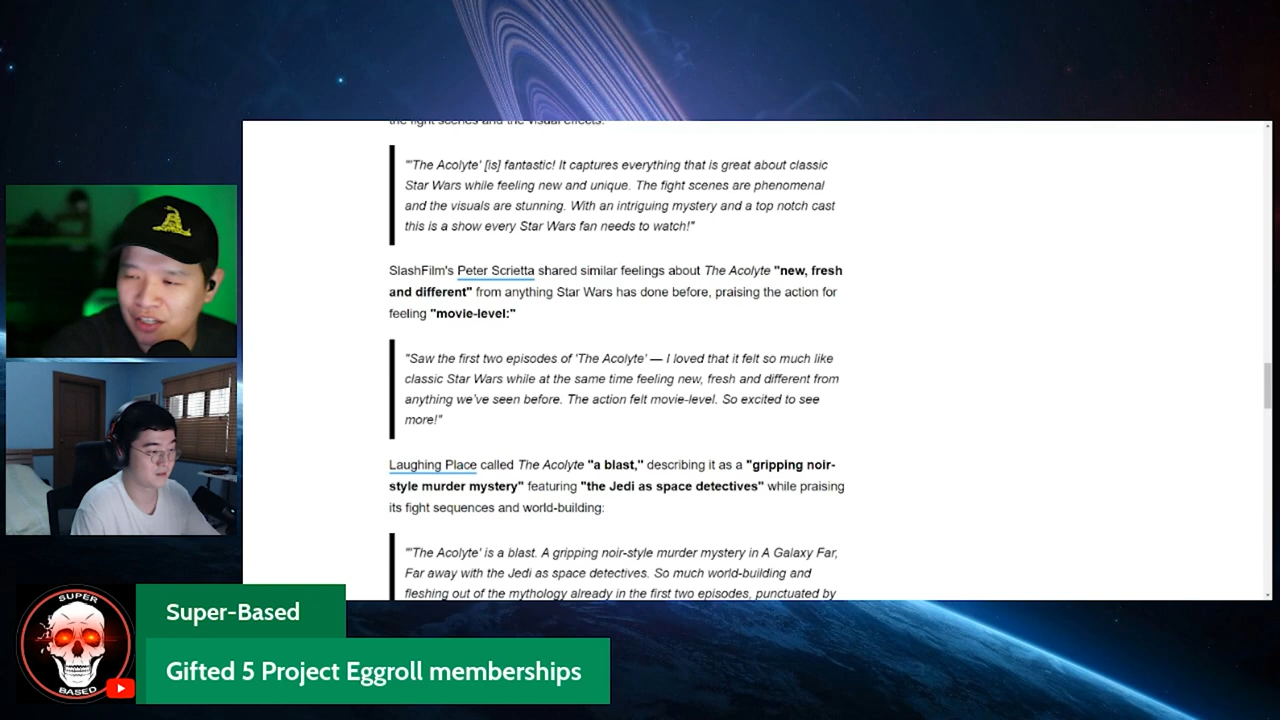 the fight scenes and the visual effects:
"'The Acolyte' [is] fantastic! It captures everything that is great about classic
Star Wars while feeling new and unique. The fight scenes are phenomenal
and the visuals are stunning. With an intriguing mystery and a top notch cast
this is a show every Star Wars fan needs to watch!"
SlashFilm's Peter Scrietta shared similar feelings about The Acolyte "new, fresh
and different" from anything Star Wars has done before, praising the action for
feeling "movie-level:"
"Saw the first two episodes of 'The Acolyte' — I loved that it felt so much like
classic Star Wars while at the same time feeling new, fresh and different from
anything we've seen before. The action felt movie-level. So excited to see
more!"
Laughing Place called The Acolyte "a blast," describing it as a "gripping noir-
style murder mystery" featuring "the Jedi as space detectives" while praising
its fight sequences and world-building:
"'The Acolyte' is a blast. A gripping noir-style murder mystery in A Galaxy Far,
Far away with the Jedi as space detectives. So much world-building and
fleshing out of the mythology already in the first two episodes, punctuated by
SUPER
BASED
Super-Based
Gifted 5 Project Eggroll memberships